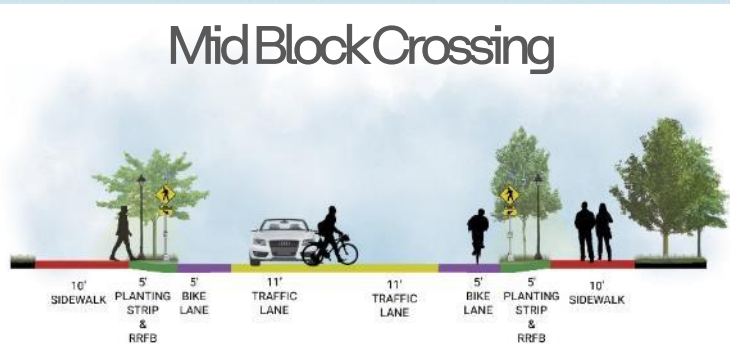 Mid Block Crossing
10'
SIDEWALK
5'
PLANTING
STRIP
&
RRFB
5'
BIKE
LANE
11'
TRAFFIC
LANE
11'
TRAFFIC
LANE
5'
BIKE
LANE
5'
PLANTING
STRIP
&
RRFB
10'
SIDEWALK